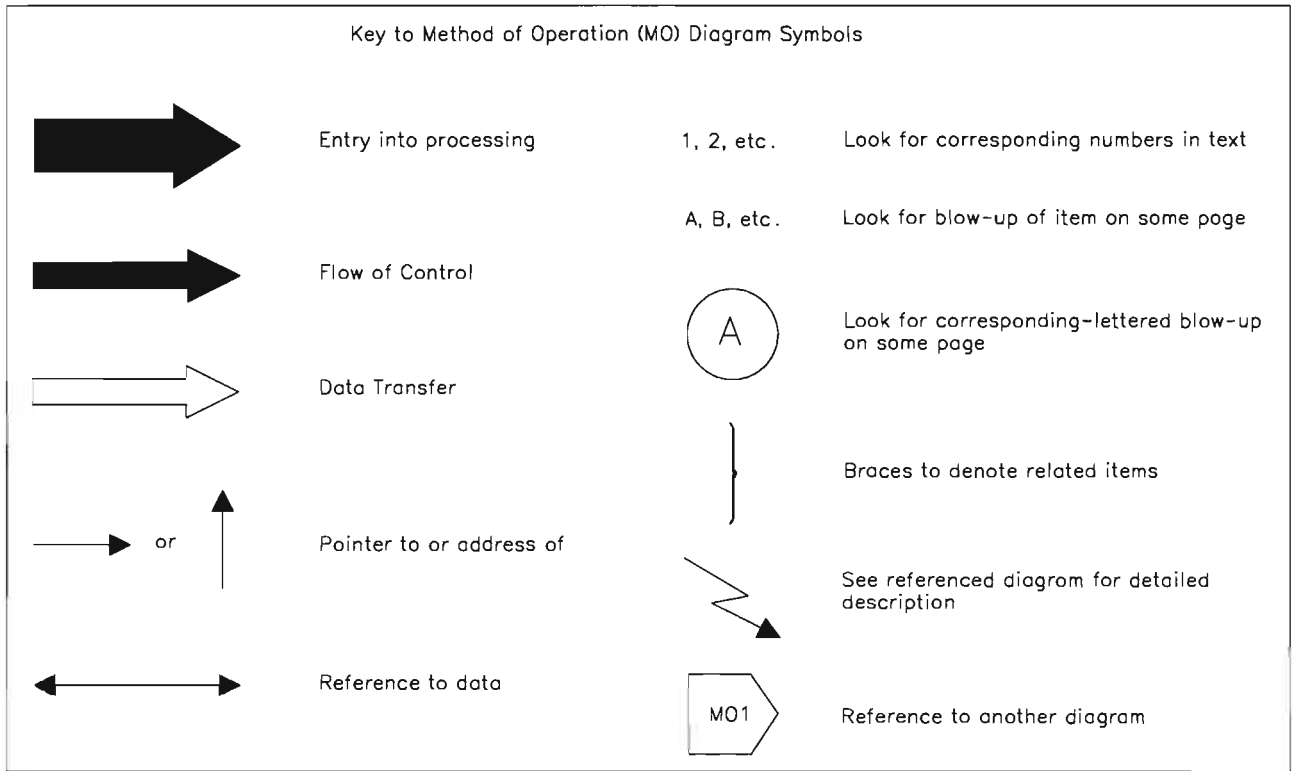 Key to Method of Operation (MO) Diagram Symbols
Entry into processing
Flow of Control
Data Transfer
or
Pointer to or address of
Reference to data
1, 2, etc.
Look for corresponding numbers in text
A, B, etc.
Look for blow-up of item on some poge
A
Look for corresponding-lettered blow-up
on some page
Braces to denote related items
See referenced diagrom for detailed
description
MO1
Reference to another diagram